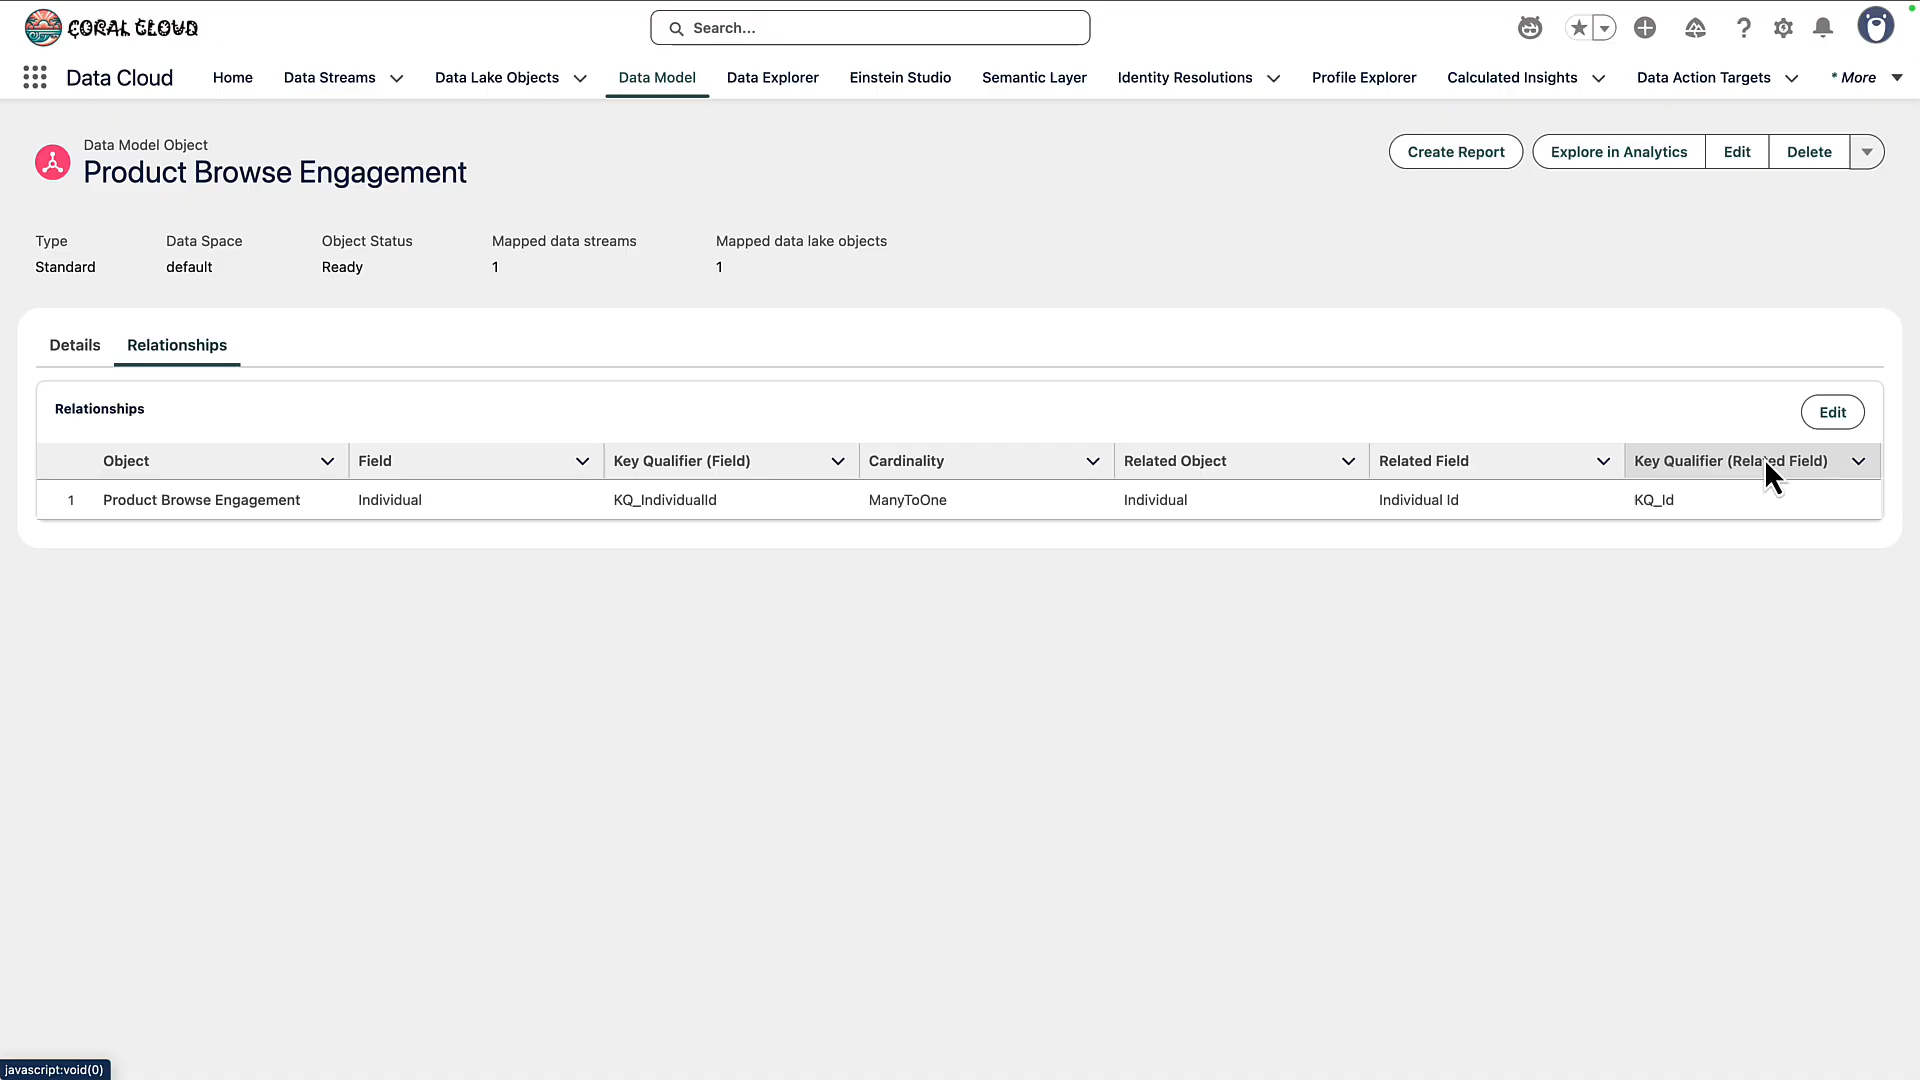 CORAL CLOUD
Search...
Data Cloud Home Data Streams Data Lake Objects Data Model Data Explorer Einstein Studio Semantic Layer Identity Resolutions Profile Explorer Calculated Insights Data Action Targets * More
Data Model Object
Product Browse Engagement
Create Report Explore in Analytics Edit Delete
Type Data Space Object Status Mapped data streams Mapped data lake objects
Standard default Ready 1 1
Details Relationships
Relationships Edit
Object Field Key Qualifier (Field) Cardinality Related Object Related Field Key Qualifier (Related Field)
1 Product Browse Engagement Individual KQ_IndividualId ManyToOne Individual Individual Id KQ_Id
javascript:void(0)